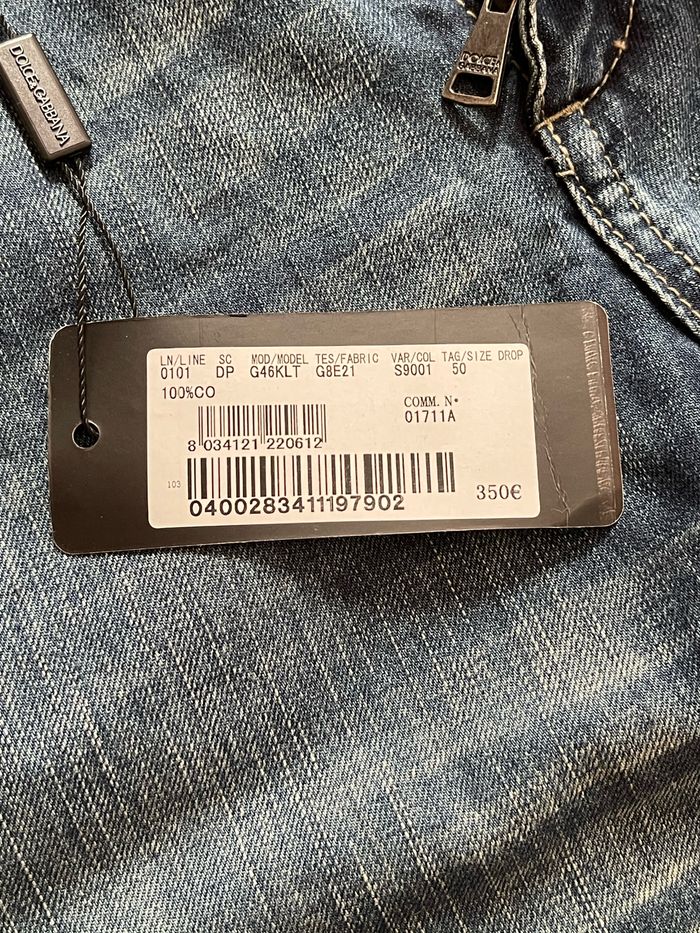 DOLCE&GABBANA
DOLCE
GABBANA
LN/LINE SC MOD/MODEL TES/FABRIC VAR/COL TAG/SIZE DROP
0101 DP G46KLT G8E21 S9001 50
100%CO
COMM. N•
01711A
8 034121 220612
103
0400283411197902
350€